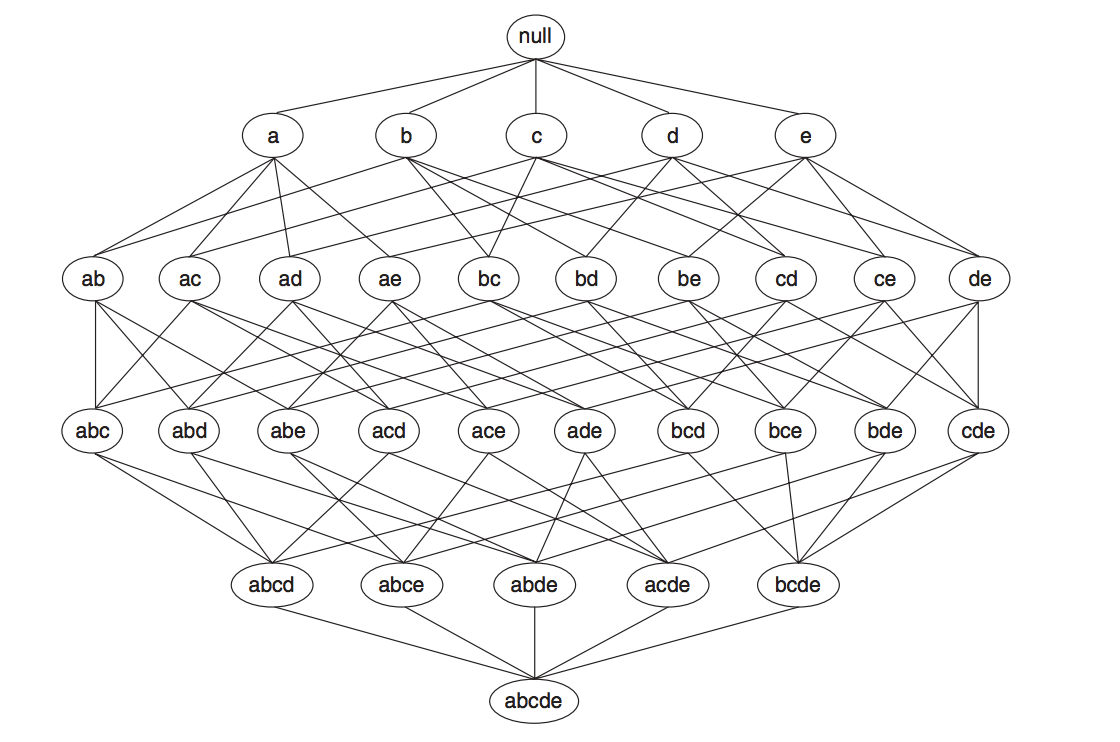 null
a b c d e
ab ac ad ae bc bd be cd ce de
abc abd abe acd ace ade bcd bce bde cde
abcd abce abde acde bcde
abcde